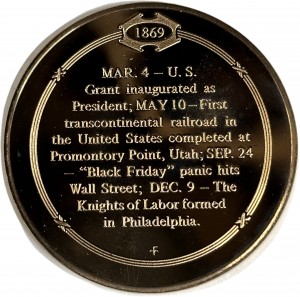 1869
MAR. 4 – U. S.
Grant inaugurated as
President; MAY 10 – First
transcontinental railroad in
the United States completed at
Promontory Point, Utah; SEP. 24
– "Black Friday" panic hits
Wall Street; DEC. 9 – The
Knights of Labor formed
in Philadelphia.